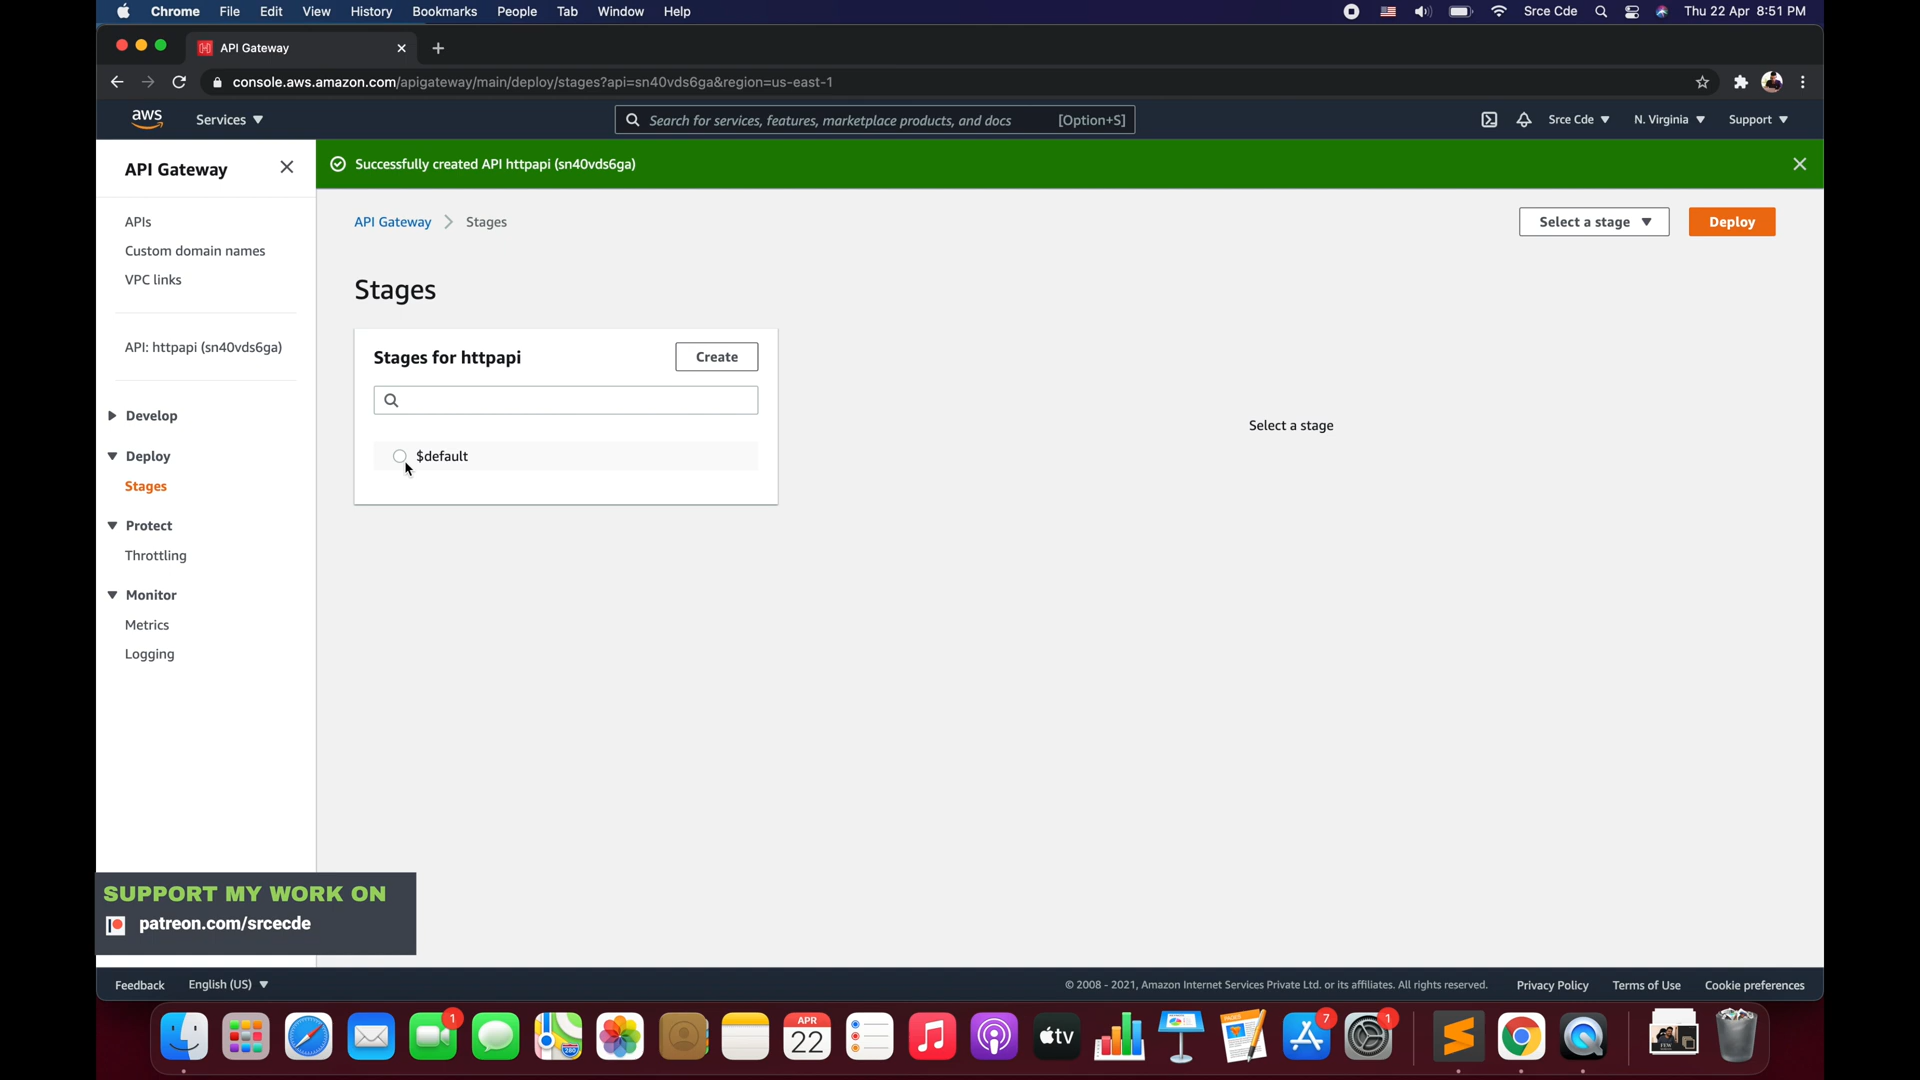 Chrome File Edit View History Bookmarks People Tab Window Help
Srce Cde Thu 22 Apr 8:51 PM
API Gateway
console.aws.amazon.com/apigateway/main/deploy/stages?api=sn40vds6ga&region=us-east-1
aws Services Search for services, features, marketplace products, and docs [Option+S] Srce Cde N. Virginia Support
API Gateway
Successfully created API httpapi (sn40vds6ga)
APIs
Custom domain names
VPC links
API: httpapi (sn40vds6ga)
Develop
Deploy
Stages
Protect
Throttling
Monitor
Metrics
Logging
API Gateway Stages
Select a stage Deploy
Stages
Stages for httpapi Create
$default
Select a stage
SUPPORT MY WORK ON
patreon.com/srcecde
Feedback English (US) © 2008 - 2021, Amazon Internet Services Private Ltd. or its affiliates. All rights reserved. Privacy Policy Terms of Use Cookie preferences
1
APR
22
280
tv
7
1